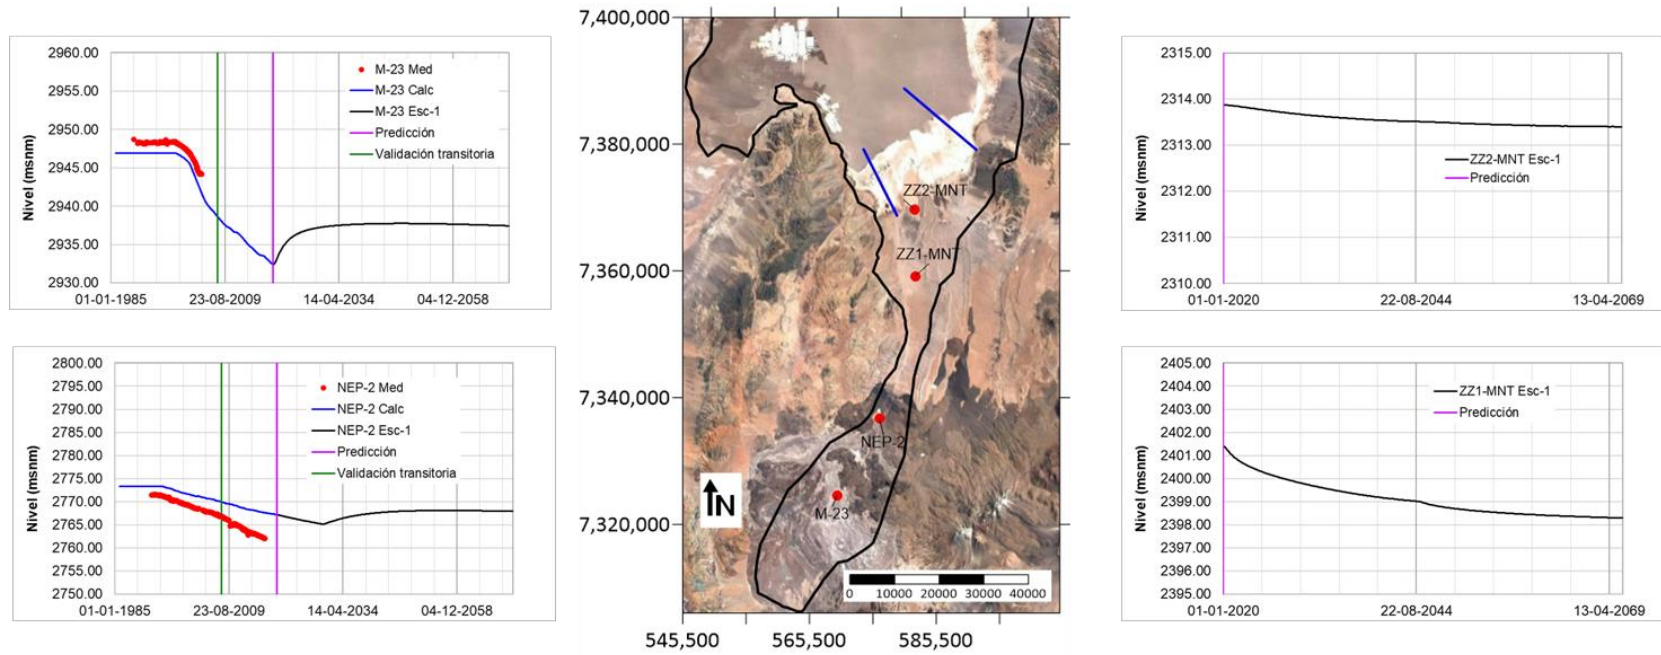 2960.00
2955.00
2950.00
2945.00
2940.00
2935.00
2930.00
Nivel (msnm)
01-01-1985
23-08-2009
14-04-2034
04-12-2058
M-23 Med
M-23 Calc
M-23 Esc-1
Predicción
Validación transitoria
2800.00
2795.00
2790.00
2785.00
2780.00
2775.00
2770.00
2765.00
2760.00
2755.00
2750.00
Nivel (msnm)
01-01-1985
23-08-2009
14-04-2034
04-12-2058
NEP-2 Med
NEP-2 Calc
NEP-2 Esc-1
Predicción
Validación transitoria
7,400,000
7,380,000
7,360,000
7,340,000
7,320,000
545,500
565,500
585,500
ZZ2-MNT
ZZ1-MNT
NEP-2
M-23
N
0 10000 20000 30000 40000
2315.00
2314.00
2313.00
2312.00
2311.00
2310.00
Nivel (msnm)
01-01-2020
22-08-2044
13-04-2069
ZZ2-MNT Esc-1
Predicción
2405.00
2404.00
2403.00
2402.00
2401.00
2400.00
2399.00
2398.00
2397.00
2396.00
2395.00
Nivel (msnm)
01-01-2020
22-08-2044
13-04-2069
ZZ1-MNT Esc-1
Predicción